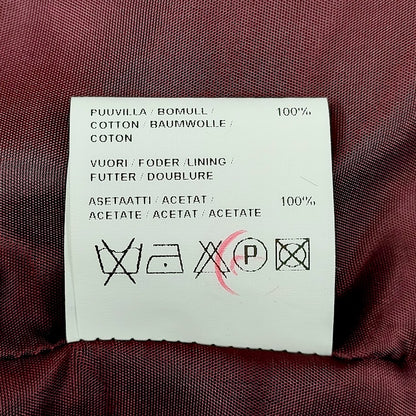 PUUVILLA / BOMULL / 100%
COTTON / BAUMWOLLE /
COTON
VUORI / FODER / LINING /
FUTTER / DOUBLURE
ASETAATTI / ACETAT / 100%
ACETATE / ACETAT / ACETATE
P